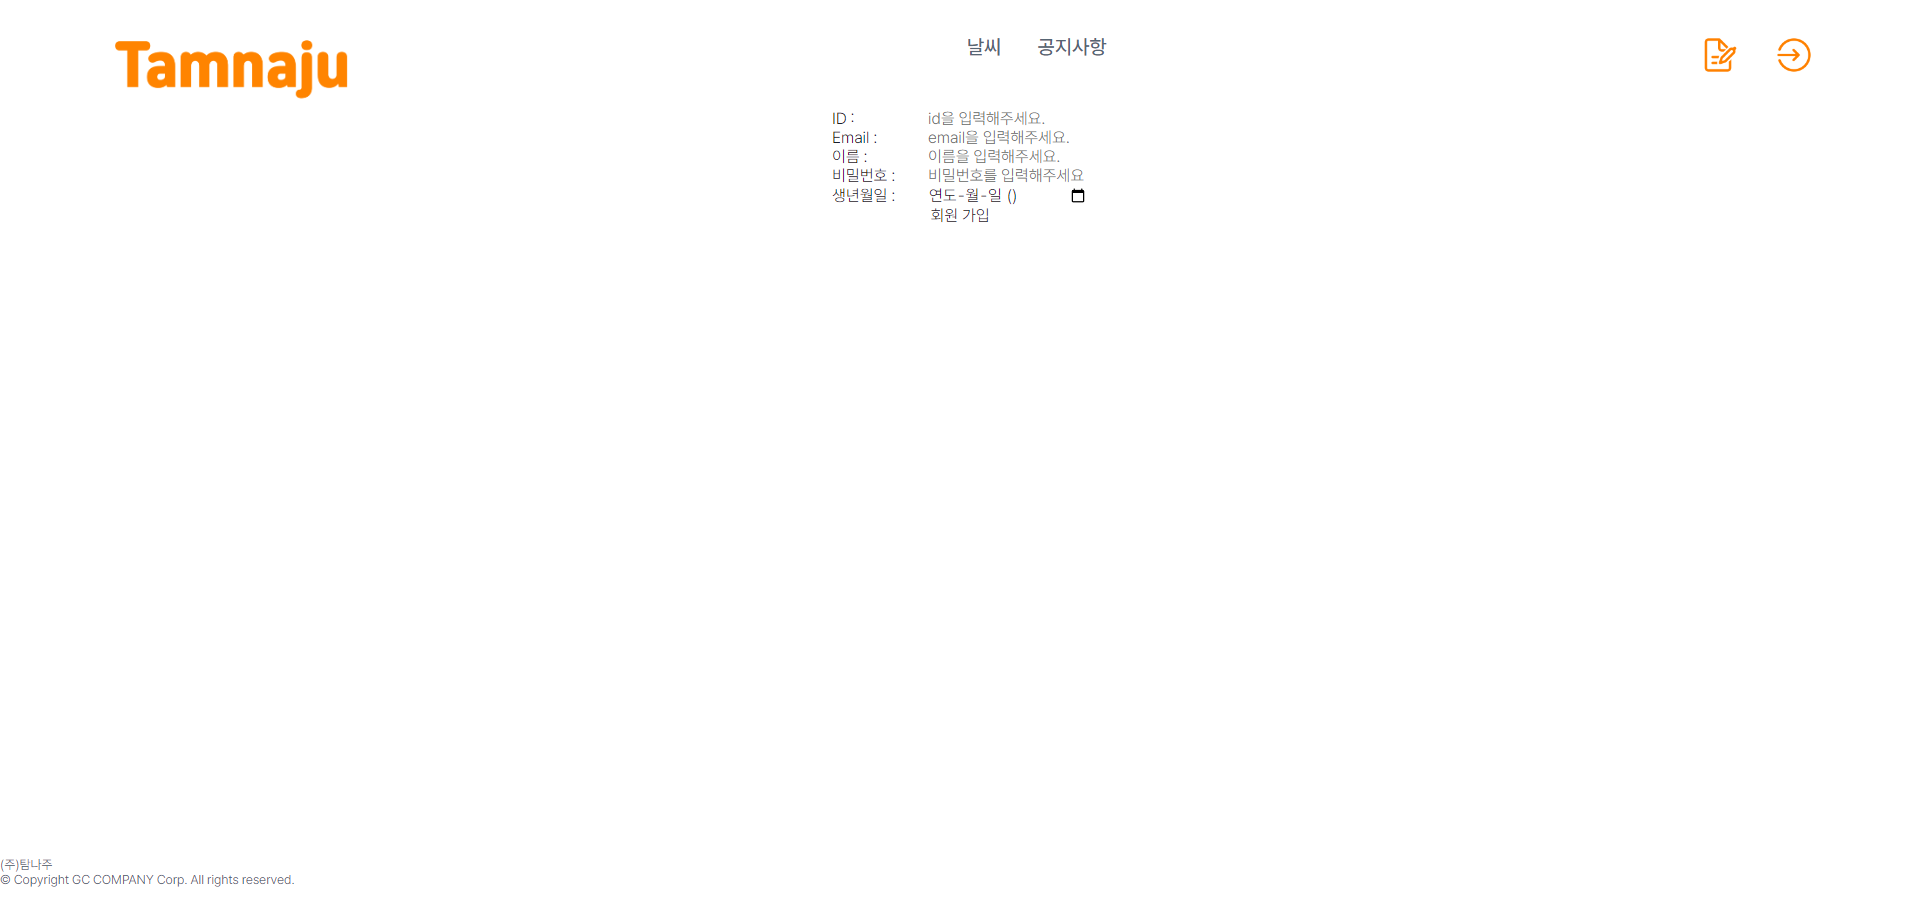 Tamnaju
날씨 공지사항
ID : id을 입력해주세요.
Email : email을 입력해주세요.
이름 : 이름을 입력해주세요.
비밀번호 : 비밀번호를 입력해주세요
생년월일 : 연도-월-일 ()
회원 가입
(주)탐나주
© Copyright GC COMPANY Corp. All rights reserved.